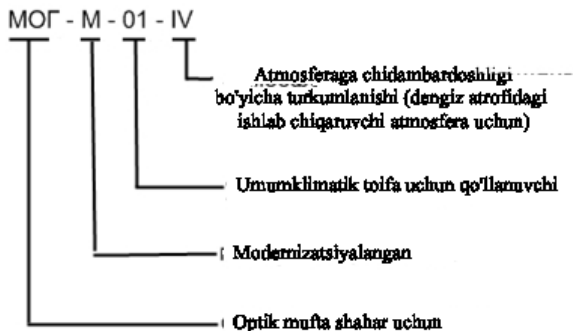 МОГ - М - 01 - IV
Atmosferaga chidambardoshligi
bo'yicha turkumlanishi (dengiz atrofidagi
ishlab chiqaruvchi atmosfera uchun)
Umumklimatik toifa uchun qo'llanuvchi
Modernizatsiyalangan
Optik mufta shahar uchun